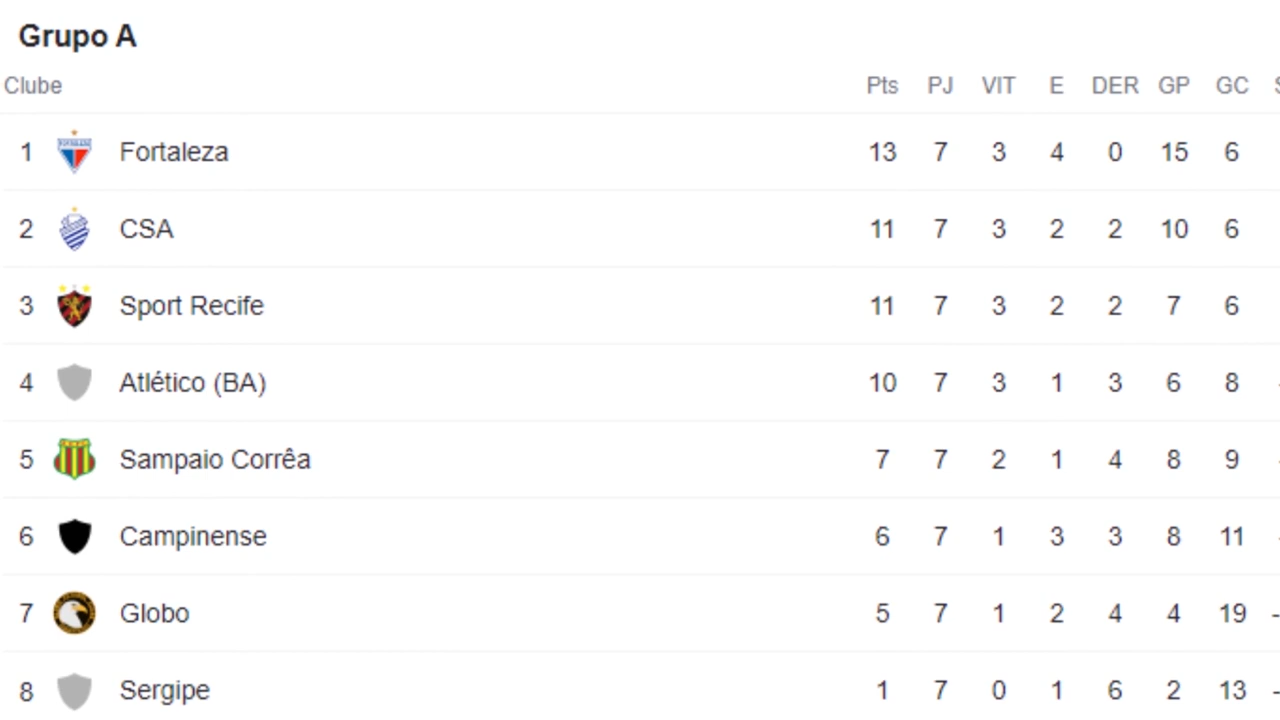 Grupo A
Clube Pts PJ VIT E DER GP GC
1 Fortaleza 13 7 3 4 0 15 6
2 CSA 11 7 3 2 2 10 6
3 Sport Recife 11 7 3 2 2 7 6
4 Atlético (BA) 10 7 3 1 3 6 8
5 Sampaio Corrêa 7 7 2 1 4 8 9
6 Campinense 6 7 1 3 3 8 11
7 Globo 5 7 1 2 4 4 19
8 Sergipe 1 7 0 1 6 2 13